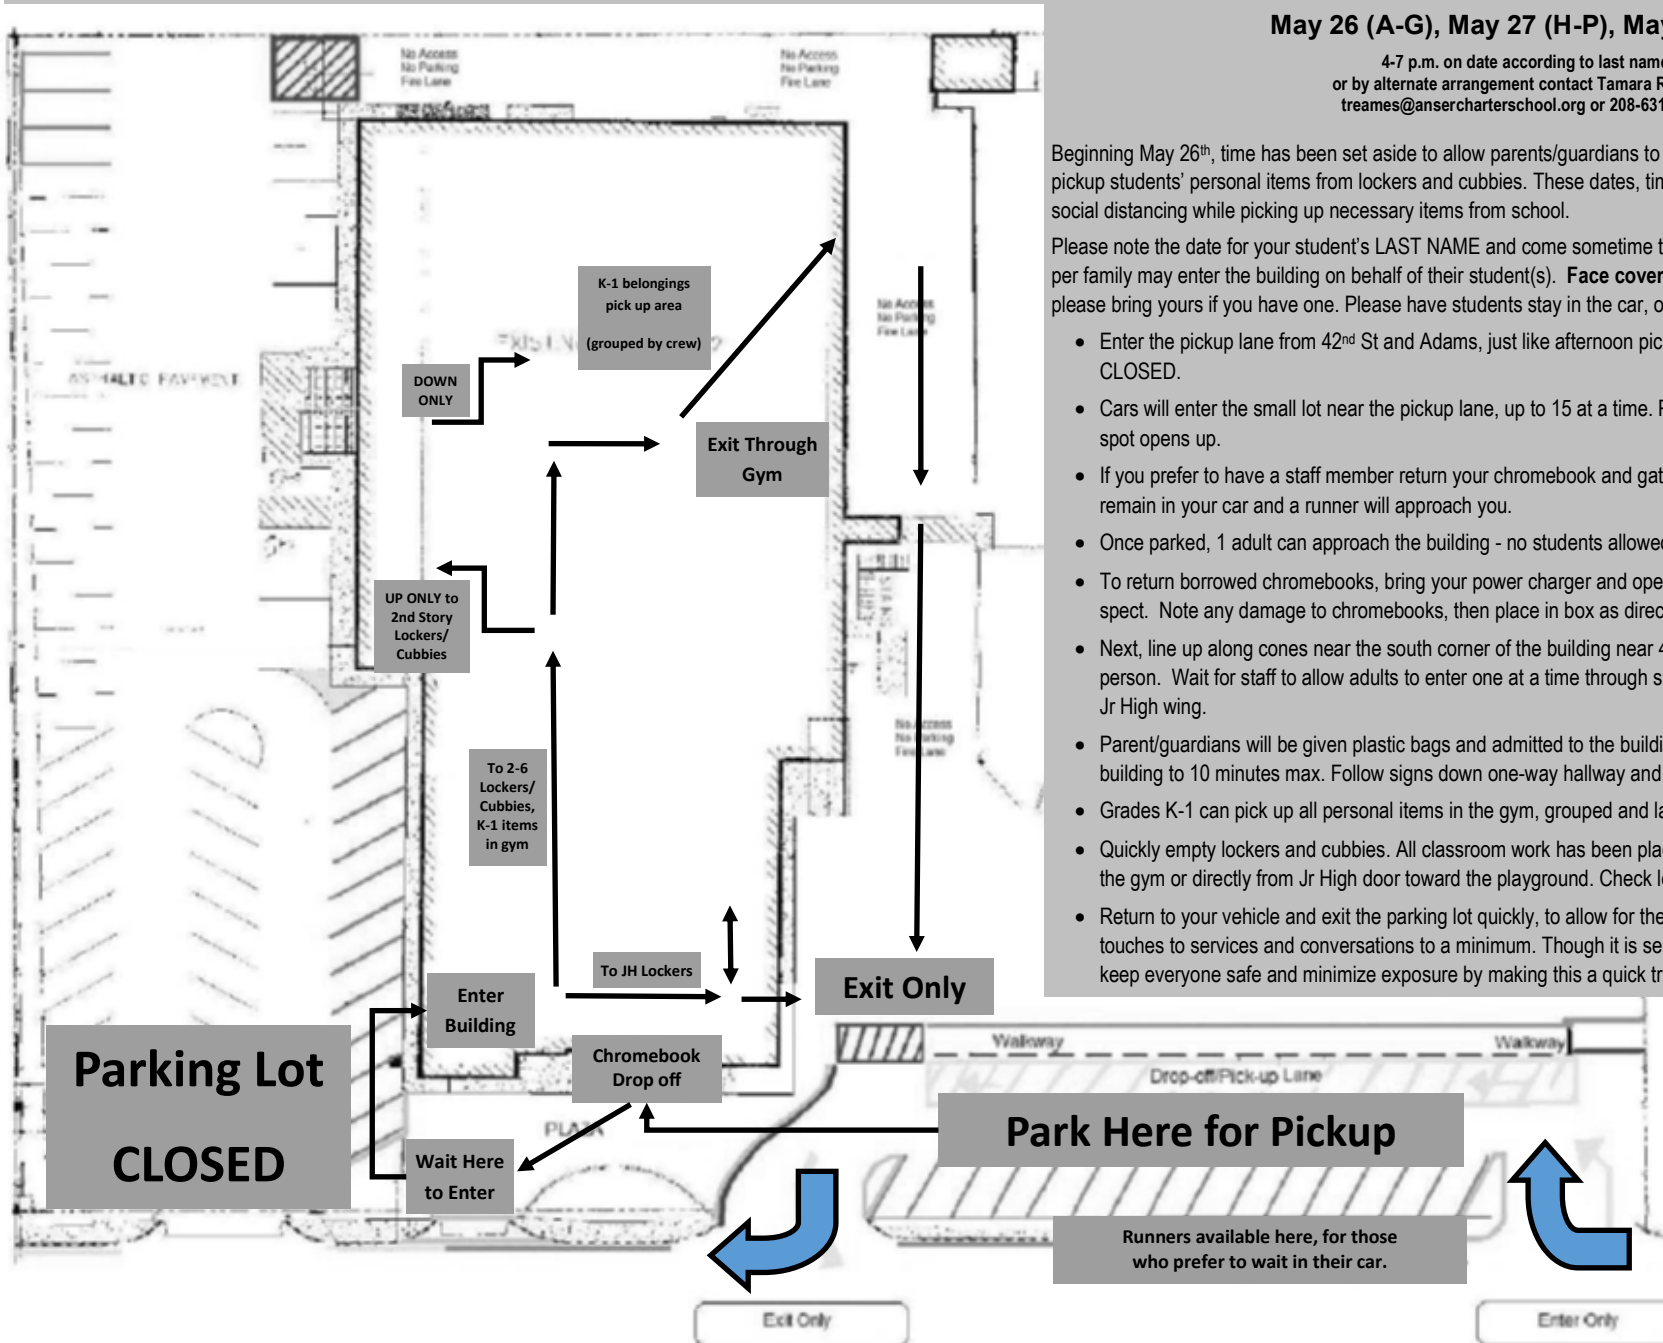 May 26 (A-G), May 27 (H-P), May
4-7 p.m. on date according to last name
or by alternate arrangement contact Tamara R
treames@ansercharterschool.org or 208-631
Beginning May 26th, time has been set aside to allow parents/guardians to
pickup students' personal items from lockers and cubbies. These dates, tim
social distancing while picking up necessary items from school.
Please note the date for your student's LAST NAME and come sometime t
per family may enter the building on behalf of their student(s). Face cover
please bring yours if you have one. Please have students stay in the car, o
• Enter the pickup lane from 42nd St and Adams, just like afternoon pic
CLOSED.
• Cars will enter the small lot near the pickup lane, up to 15 at a time. P
spot opens up.
• If you prefer to have a staff member return your chromebook and gat
remain in your car and a runner will approach you.
• Once parked, 1 adult can approach the building - no students allowed
• To return borrowed chromebooks, bring your power charger and ope
spect. Note any damage to chromebooks, then place in box as direc
• Next, line up along cones near the south corner of the building near 4
person. Wait for staff to allow adults to enter one at a time through s
Jr High wing.
• Parent/guardians will be given plastic bags and admitted to the buildi
building to 10 minutes max. Follow signs down one-way hallway and
• Grades K-1 can pick up all personal items in the gym, grouped and la
• Quickly empty lockers and cubbies. All classroom work has been plac
the gym or directly from Jr High door toward the playground. Check l
• Return to your vehicle and exit the parking lot quickly, to allow for the
touches to services and conversations to a minimum. Though it is se
keep everyone safe and minimize exposure by making this a quick tr
No Access
No Parking
Fire Lane
No Access
No Parking
Fire Lane
K-1 belongings
pick up area
(grouped by crew)
No Access
No Parking
Fire Lane
ASPHALTIC PAVEMENT
DOWN
ONLY
Exit Through
Gym
UP ONLY to
2nd Story
Lockers/
Cubbies
No Access
No Parking
Fire Lane
To 2-6
Lockers/
Cubbies,
K-1 items
in gym
To JH Lockers
Exit Only
Enter
Building
Chromebook
Drop off
Parking Lot
CLOSED
Walkway
Walkway
Drop-off/Pick-up Lane
Park Here for Pickup
PLAZA
Wait Here
to Enter
Runners available here, for those
who prefer to wait in their car.
Exit Only
Enter Only